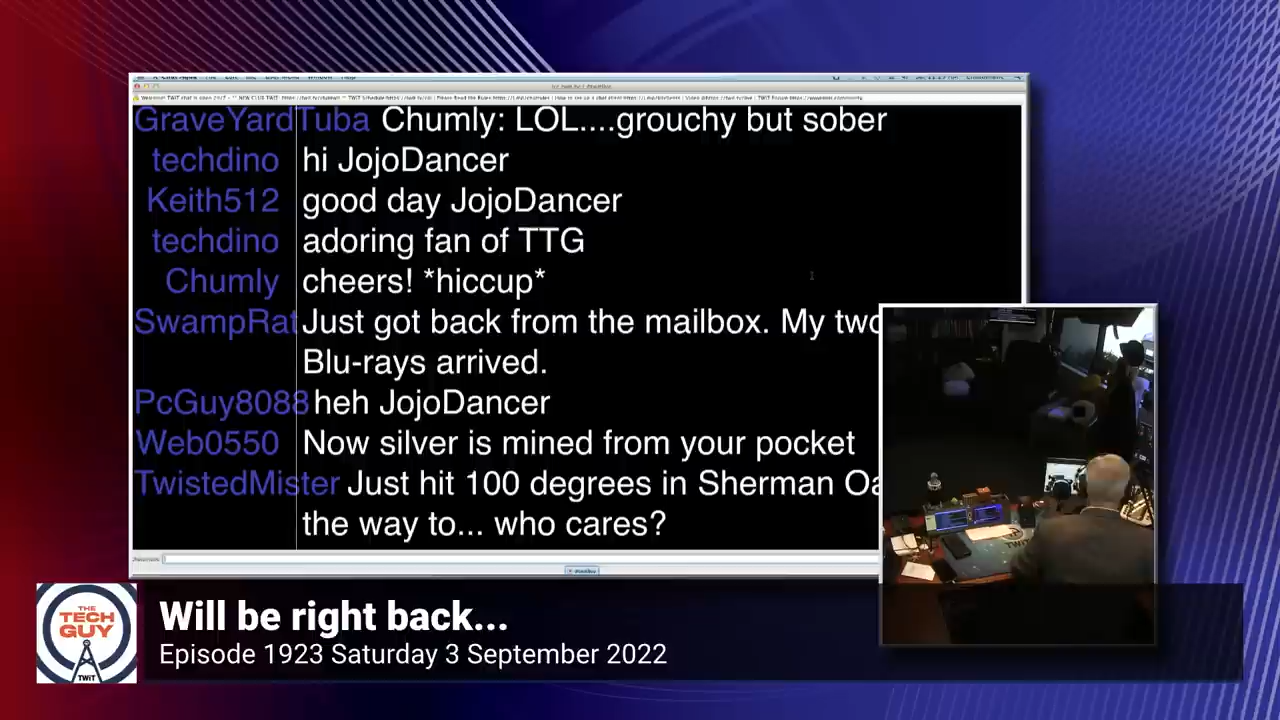 GraveYardTuba Chumly: LOL....grouchy but sober
techdino hi JojoDancer
Keith512 good day JojoDancer
techdino adoring fan of TTG
Chumly cheers! *hiccup*
SwampRat Just got back from the mailbox. My two
Blu-rays arrived.
PcGuy8088 heh JojoDancer
Web0550 Now silver is mined from your pocket
TwistedMister Just hit 100 degrees in Sherman Oa
the way to... who cares?
THE
TECH
GUY
TWiT
Will be right back...
Episode 1923 Saturday 3 September 2022